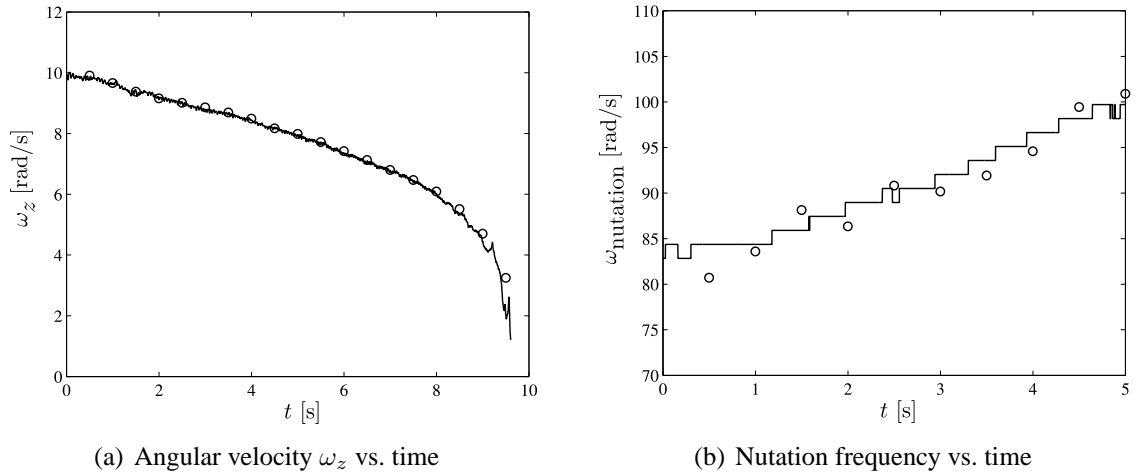 12
10
8
6
4
2
0
ω_z [rad/s]
0 2 4 6 8 10
t [s]
(a) Angular velocity ω_z vs. time
110
105
100
95
90
85
80
75
70
ω_nutation [rad/s]
0 1 2 3 4 5
t [s]
(b) Nutation frequency vs. time